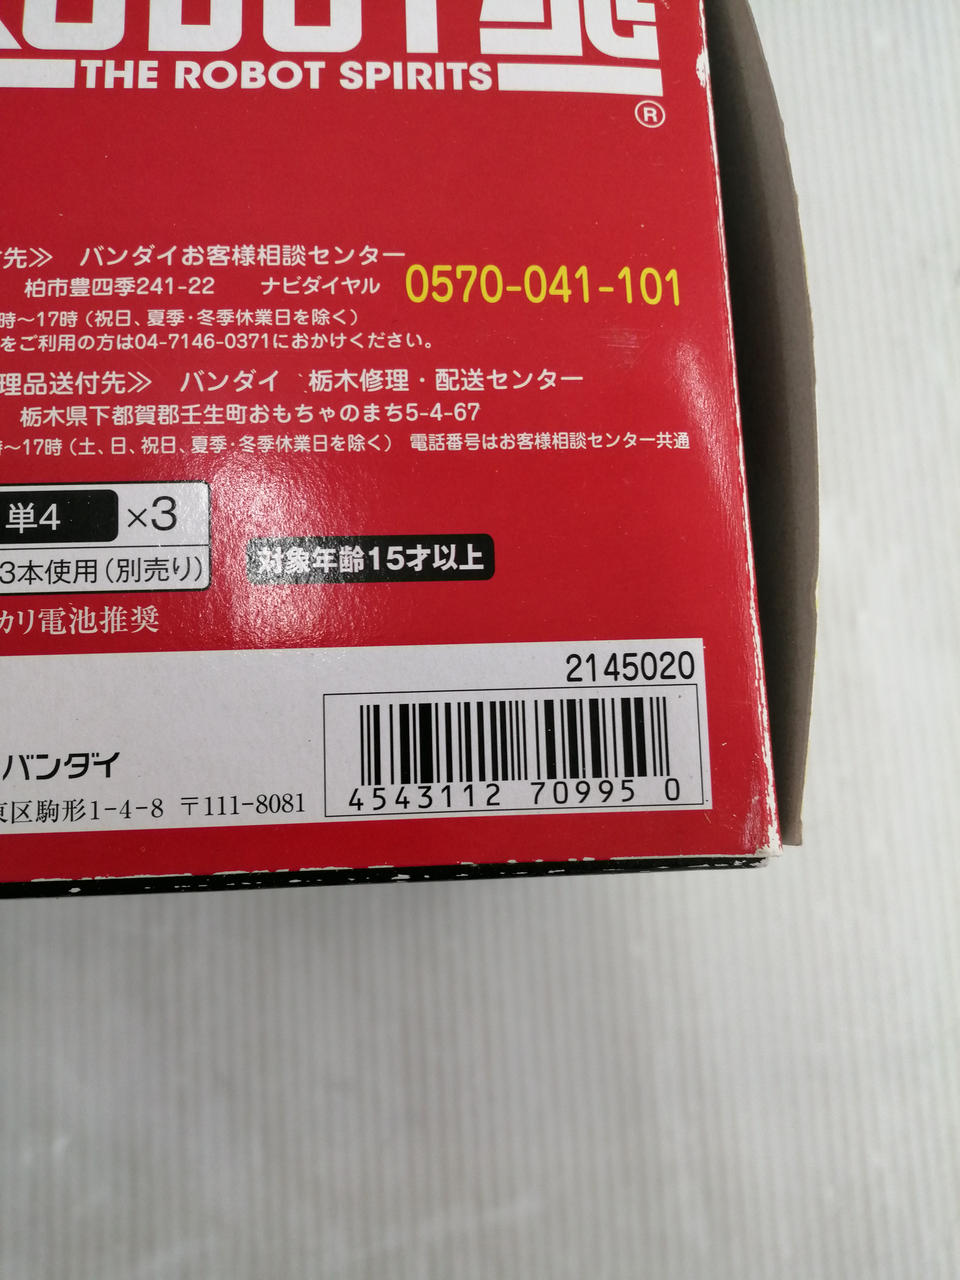 ROBOT魂
THE ROBOT SPIRITS
®
付先≫ バンダイお客様相談センター
柏市豊四季241-22 ナビダイヤル 0570-041-101
時〜17時（祝日、夏季・冬季休業日を除く）
をご利用の方は04-7146-0371におかけください。
理品送付先≫ バンダイ 栃木修理・配送センター
栃木県下都賀郡壬生町おもちゃのまち5-4-67
時〜17時（土、日、祝日、夏季・冬季休業日を除く） 電話番号はお客様相談センター共通
単4 ×3
3本使用（別売り）
対象年齢15才以上
カリ電池推奨
2145020
バンダイ
東区駒形1-4-8 〒111-8081
4543112 70995 0